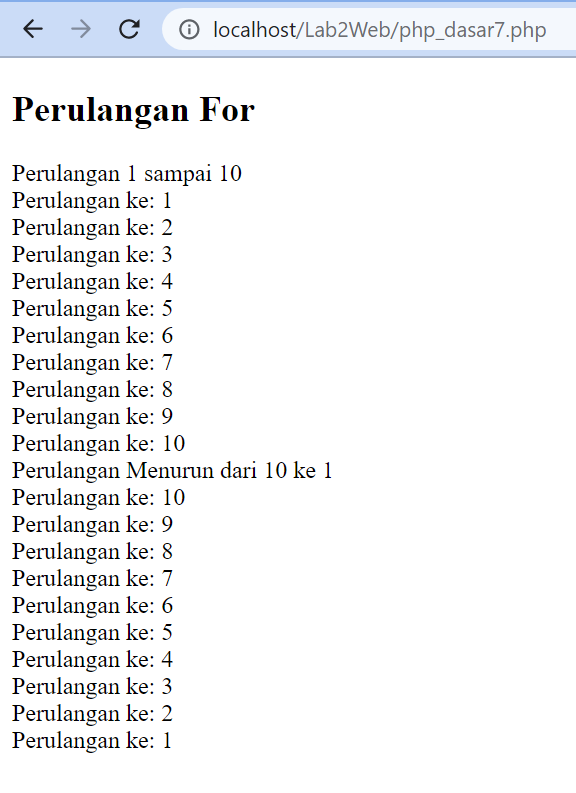 localhost/Lab2Web/php_dasar7.php
Perulangan For
Perulangan 1 sampai 10
Perulangan ke: 1
Perulangan ke: 2
Perulangan ke: 3
Perulangan ke: 4
Perulangan ke: 5
Perulangan ke: 6
Perulangan ke: 7
Perulangan ke: 8
Perulangan ke: 9
Perulangan ke: 10
Perulangan Menurun dari 10 ke 1
Perulangan ke: 10
Perulangan ke: 9
Perulangan ke: 8
Perulangan ke: 7
Perulangan ke: 6
Perulangan ke: 5
Perulangan ke: 4
Perulangan ke: 3
Perulangan ke: 2
Perulangan ke: 1